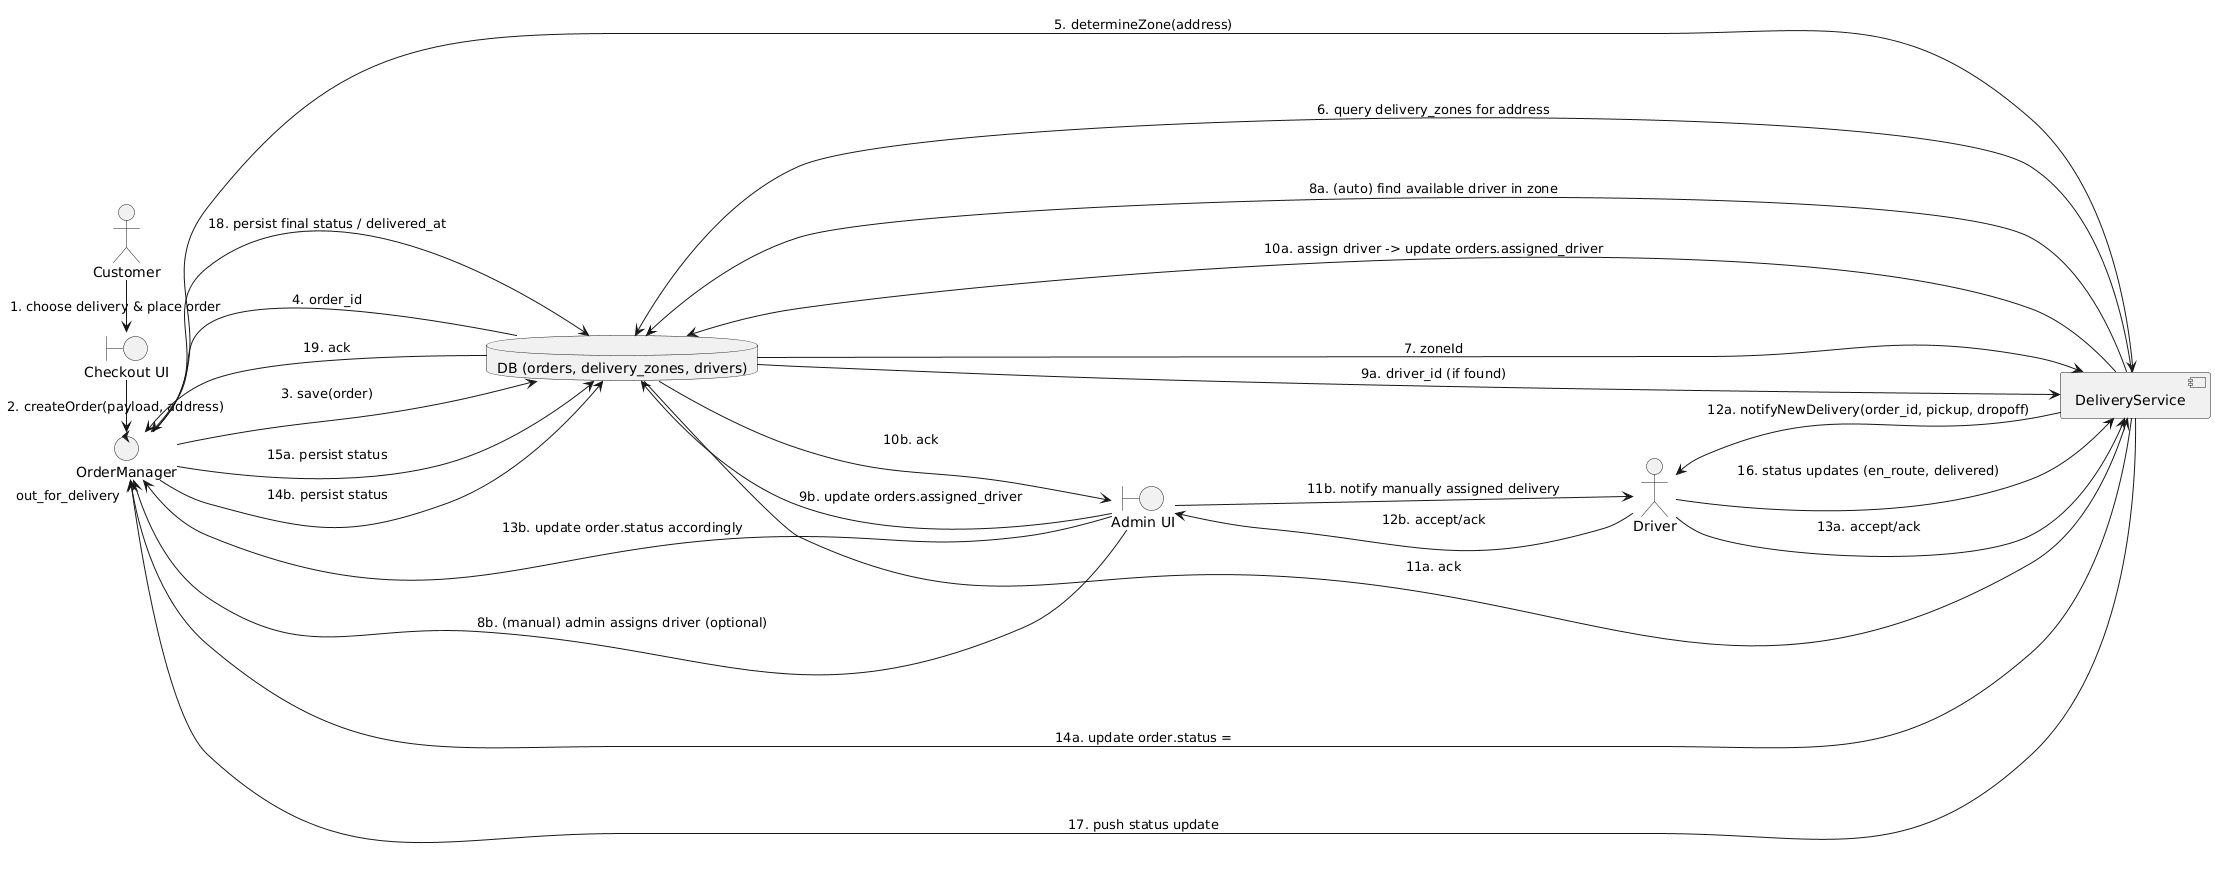 5. determineZone(address)
6. query delivery_zones for address
8a. (auto) find available driver in zone
18. persist final status / delivered_at
10a. assign driver -> update orders.assigned_driver
Customer
4. order_id
1. choose delivery & place order
19. ack
7. zoneId
Checkout UI
DB (orders, delivery_zones, drivers)
9a. driver_id (if found)
3. save(order)
DeliveryService
2. createOrder(payload, address)
12a. notifyNewDelivery(order_id, pickup, dropoff)
10b. ack
15a. persist status
OrderManager
16. status updates (en_route, delivered)
out_for_delivery
14b. persist status
9b. update orders.assigned_driver
11b. notify manually assigned delivery
Admin UI
12b. accept/ack
Driver
13b. update order.status accordingly
13a. accept/ack
11a. ack
8b. (manual) admin assigns driver (optional)
14a. update order.status =
17. push status update